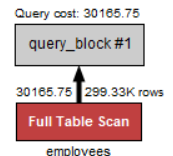 Query cost: 30165.75
query_block #1
30165.75 299.33K rows
Full Table Scan
employees